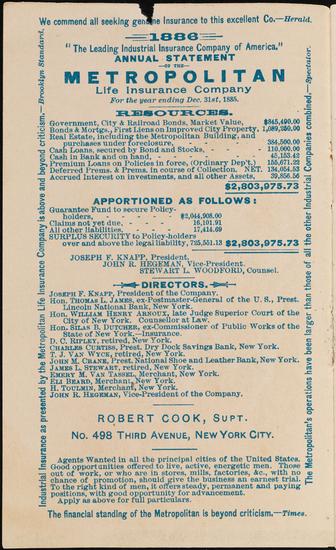 We commend all seeking genuine Insurance to this excellent Co.—Herald.
1886
"The Leading Industrial Insurance Company of America."
ANNUAL STATEMENT
—OF THE—
METROPOLITAN
Life Insurance Company
For the year ending Dec. 31st, 1885.
RESOURCES.
Government, City & Railroad Bonds, Market Value, $845,490.00
Bonds & Mortgs., First Liens on Improved City Property, 1,089,250.00
Real Estate, including the Metropolitan Building, and
purchases under foreclosure, 384,500.00
Cash Loans, secured by Bond and Stocks, - - 110,000.00
Cash in Bank and on hand, - - - 45,153.42
Premium Loans on Policies in force, (Ordinary Dep't.) 155,671.22
Deferred Prems. & Prems. in course of Collection. NET. 134,054.53
Accrued Interest on investments, and all other Assets, 39,856.56
$2,803,975.73
APPORTIONED AS FOLLOWS:
Guarantee Fund to secure Policy-
holders, - - - $2,044,908.00
Claims not yet due, - - - 16,101.91
All other liabilities, - - - 17,414.69
SURPLUS SECURITY to Policy-holders
over and above the legal liability, 725,551.13 $2,803,975.73
JOSEPH F. KNAPP, President.
JOHN R. HEGEMAN, Vice-President.
STEWART L. WOODFORD, Counsel.
DIRECTORS.
JOSEPH F. KNAPP, President of the Company.
HON. THOMAS L. JAMES, ex-Postmaster-General of the U. S., Prest.
Lincoln National Bank, New York.
HON. WILLIAM HENRY ARNOUX, late Judge Superior Court of the
City of New York. Counsellor at Law.
HON. SILAS B. DUTCHER, ex-Commissioner of Public Works of the
State of New York.—Insurance.
D. C. RIPLEY, retired, New York.
CHARLES CURTISS, Prest. Dry Dock Savings Bank, New York.
T. J. VAN WYCK, retired, New York.
JOHN M. CRANE, Prest. National Shoe and Leather Bank, New York.
JAMES L. STEWART, retired, New York.
EMERY M. VAN TASSEL, Merchant, New York.
ELI BEARD, Merchant, New York.
H. TOULMIN, Merchant, New York.
JOHN R. HEGEMAN, Vice-President of the Company.
ROBERT COOK, SUPT.
No. 498 THIRD AVENUE, NEW YORK CITY.
Agents Wanted in all the principal cities of the United States.
Good opportunities offered to live, active, energetic men. Those
out of work, or who are in stores, mills, factories, &c., with no
chance of promotion, should give the business an earnest trial.
To the right kind of men, it offers steady, permanent and paying
positions, with good opportunity for advancement.
Apply as above for full particulars.
The financial standing of the Metropolitan is beyond criticism.—Times.
Industrial Insurance as presented by the Metropolitan Life Insurance Company is above and beyond criticism.—Brooklyn Standard.
The Metropolitan's operations have been larger than those of all the other Industrial Companies combined.—Spectator.